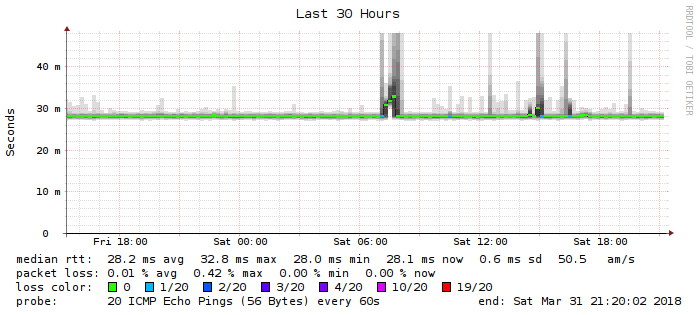 Last 30 Hours
RRDTOOL / TOBI OETIKER
Seconds
40 m
30 m
20 m
10 m
0
Fri 18:00 Sat 00:00 Sat 06:00 Sat 12:00 Sat 18:00
median rtt: 28.2 ms avg 32.8 ms max 28.0 ms min 28.1 ms now 0.6 ms sd 50.5 am/s
packet loss: 0.01 % avg 0.42 % max 0.00 % min 0.00 % now
loss color: 0 1/20 2/20 3/20 4/20 10/20 19/20
probe: 20 ICMP Echo Pings (56 Bytes) every 60s end: Sat Mar 31 21:20:02 2018